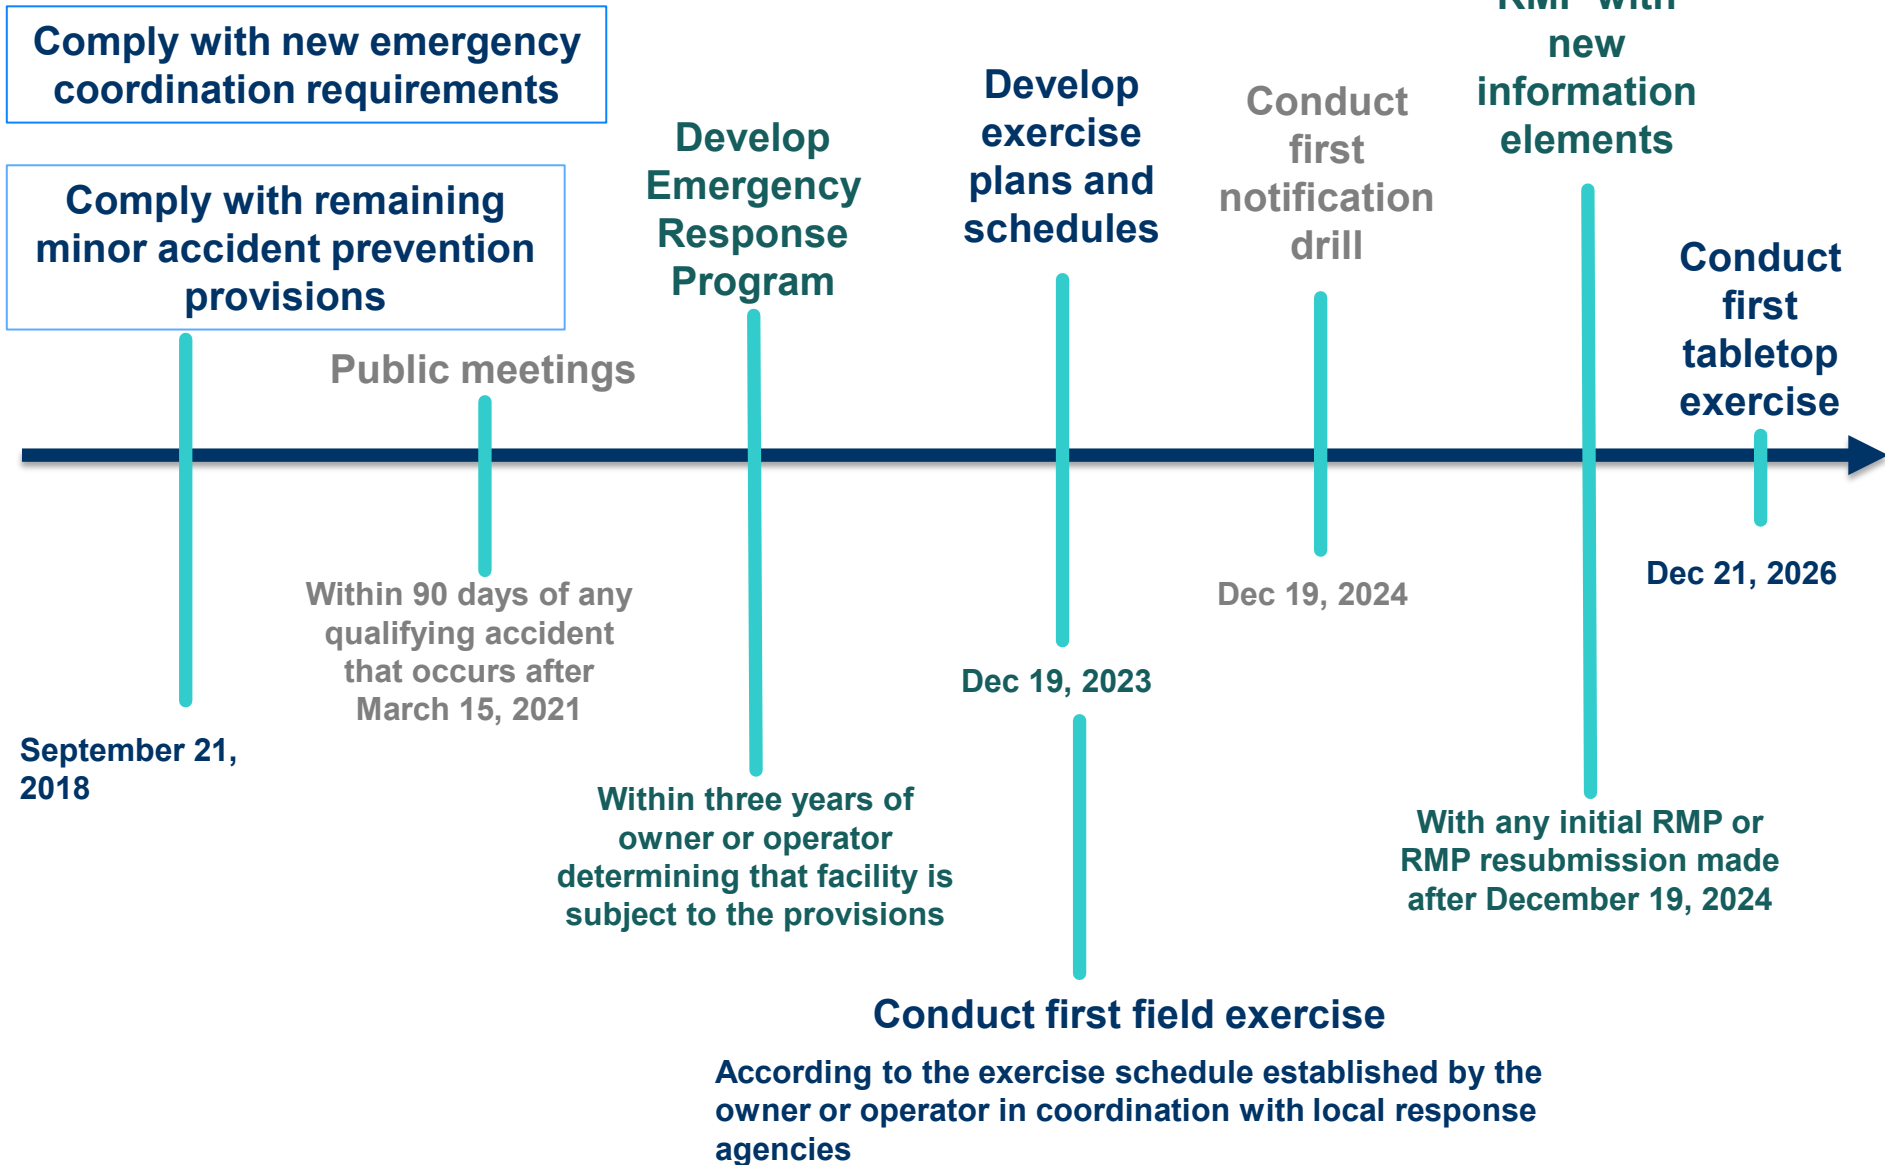 Comply with new emergency
coordination requirements
Comply with remaining
minor accident prevention
provisions
September 21,
2018
Public meetings
Within 90 days of any
qualifying accident
that occurs after
March 15, 2021
Develop
Emergency
Response
Program
Within three years of
owner or operator
determining that facility is
subject to the provisions
Develop
exercise
plans and
schedules
Dec 19, 2023
Conduct first field exercise
According to the exercise schedule established by the
owner or operator in coordination with local response
agencies
Conduct
first
notification
drill
Dec 19, 2024
RMP with
new
information
elements
With any initial RMP or
RMP resubmission made
after December 19, 2024
Conduct
first
tabletop
exercise
Dec 21, 2026